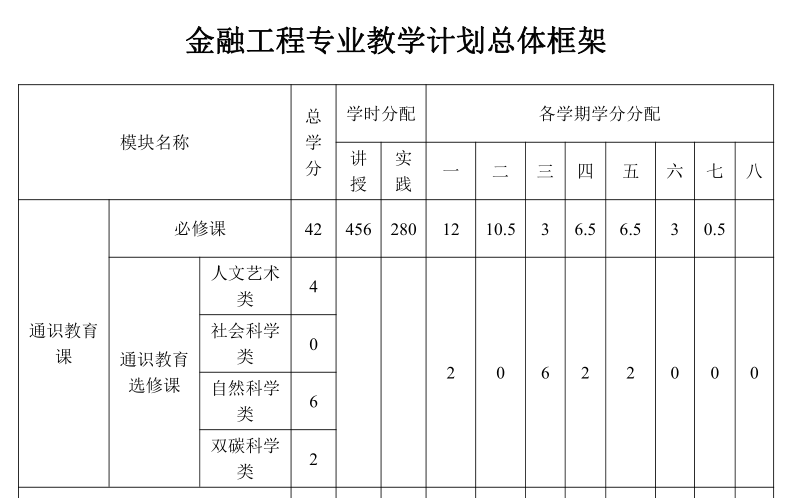 金融工程专业教学计划总体框架
模块名称 总学分 学时分配 各学期学分分配
讲授 实践 一 二 三 四 五 六 七 八
通识教育课 必修课 42 456 280 12 10.5 3 6.5 6.5 3 0.5
通识教育选修课 人文艺术类 4 2 0 6 2 2 0 0 0
社会科学类 0
自然科学类 6
双碳科学类 2